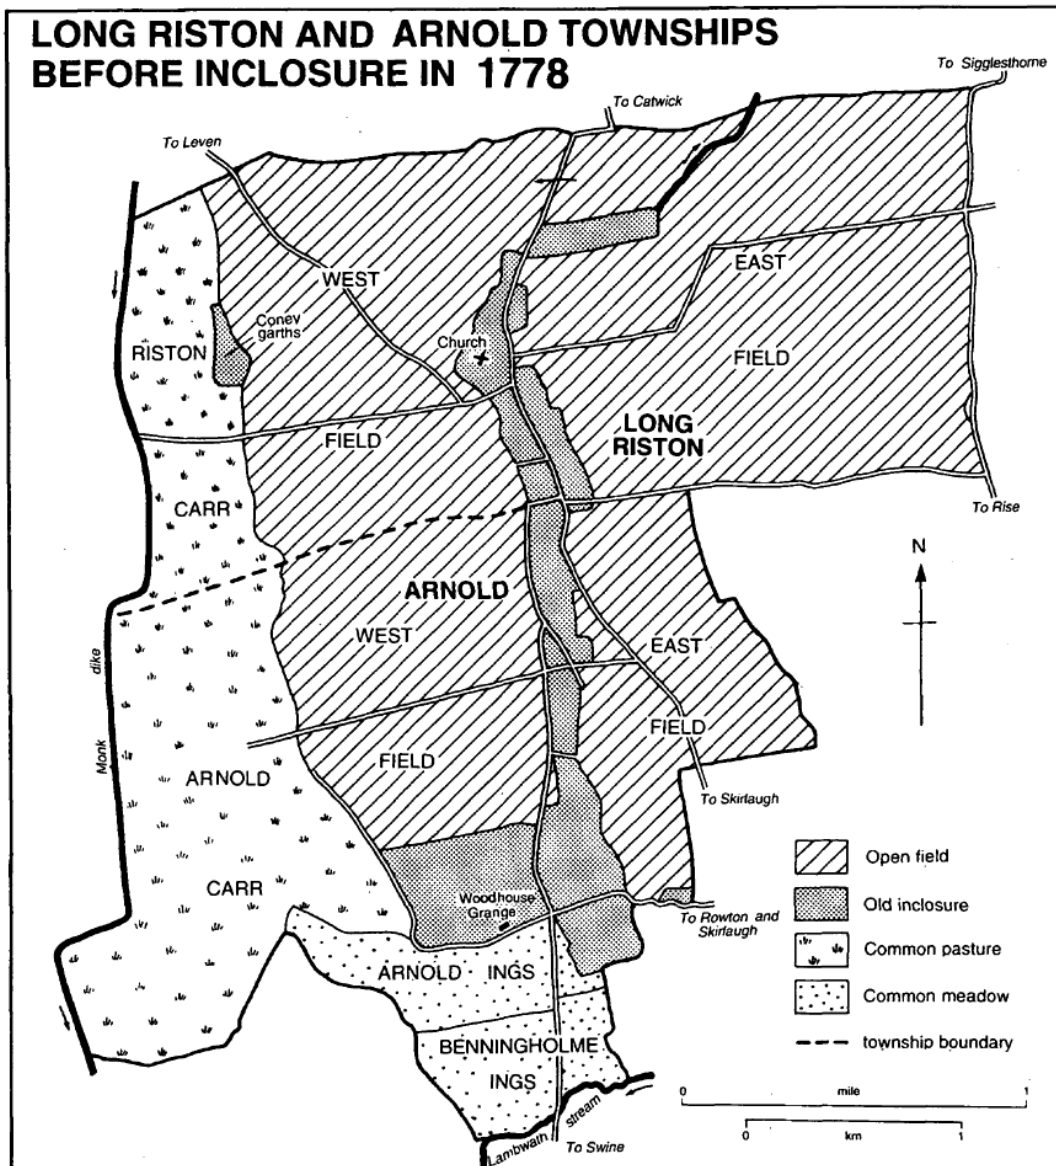 LONG RISTON AND ARNOLD TOWNSHIPS
BEFORE INCLOSURE IN 1778
To Sigglesthorne
To Catwick
To Leven
WEST
EAST
Coney
garths
Church
RISTON
FIELD
FIELD
LONG
RISTON
CARR
To Rise
N
ARNOLD
WEST
EAST
Monk dike
FIELD
FIELD
ARNOLD
To Skirlaugh
Open field
CARR
Woodhouse
Grange
Old inclosure
To Rowton and
Skirlaugh
Common pasture
ARNOLD INGS
Common meadow
BENNINGHOLME
INGS
township boundary
0 mile 1
Lambwath stream
To Swine
0 km 1